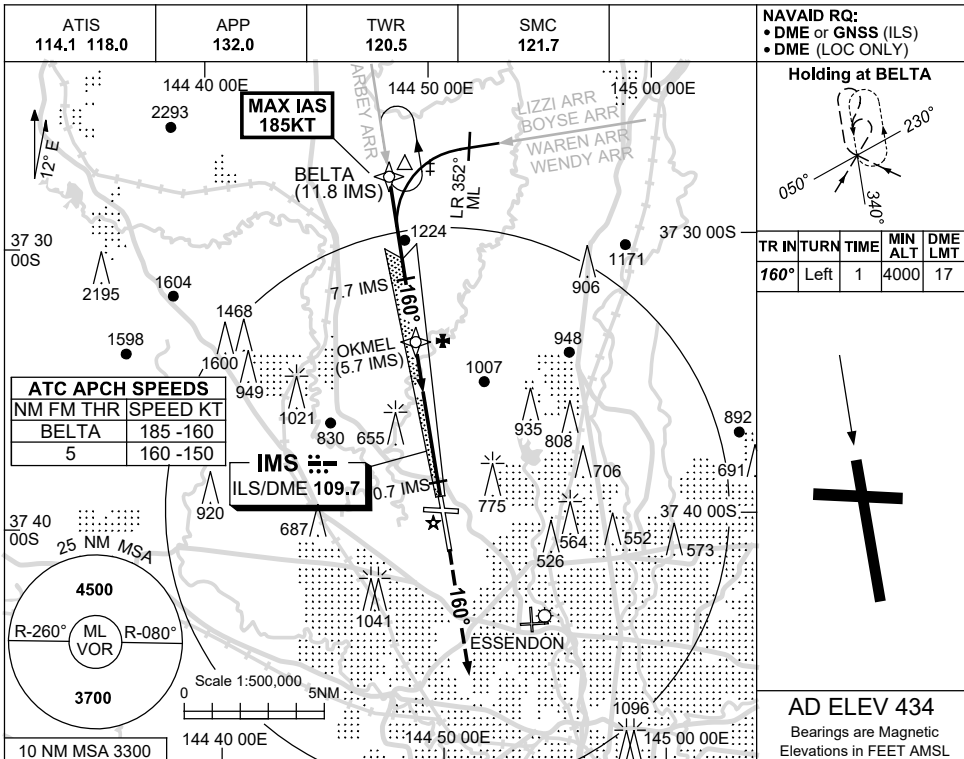 ATIS
114.1 118.0
APP
132.0
TWR
120.5
SMC
121.7
NAVAID RQ:
• DME or GNSS (ILS)
• DME (LOC ONLY)
144 40 00E
144 50 00E
145 00 00E
Holding at BELTA
230°
050°
340°
TR IN TURN TIME MIN ALT DME LMT
160° Left 1 4000 17
12° E
2293
MAX IAS
185KT
ARBEY ARR
LIZZI ARR
BOYSE ARR
WAREN ARR
WENDY ARR
BELTA
(11.8 IMS)
LR 352°
ML
37 30
00S
37 30 00S
1224
1171
2195
1604
906
7.7 IMS
160°
1468
1598
1600
949
OKMEL
(5.7 IMS)
948
1007
1021
830
655
935
808
892
ATC APCH SPEEDS
NM FM THR SPEED KT
BELTA 185 -160
5 160 -150
706
691
IMS
ILS/DME 109.7
0.7 IMS
775
920
687
37 40
00S
37 40 00S
564
552
526
573
25 NM MSA
4500
R-260°
ML
VOR
R-080°
3700
1041
160°
ESSENDON
Scale 1:500,000
0
5NM
1096
10 NM MSA 3300
144 40 00E
144 50 00E
145 00 00E
AD ELEV 434
Bearings are Magnetic
Elevations in FEET AMSL